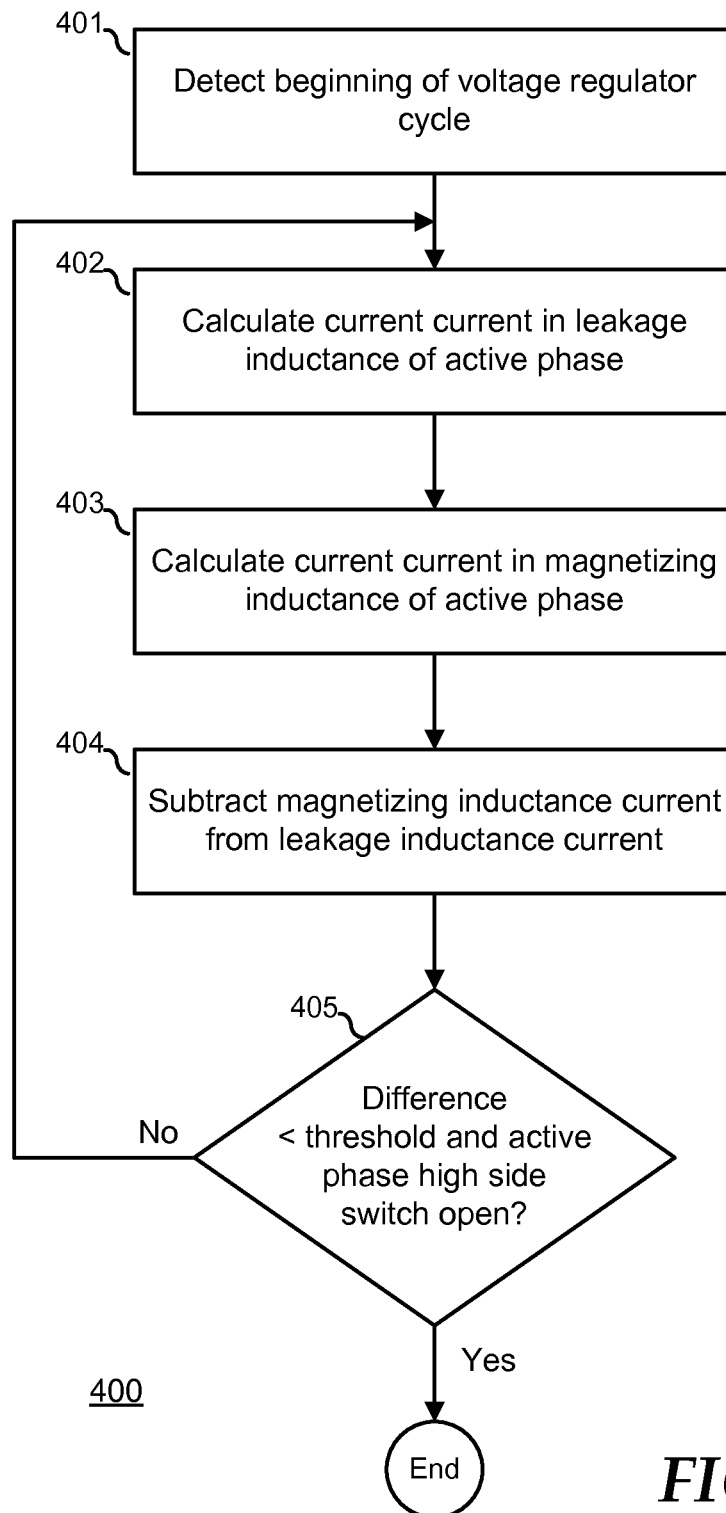 401
Detect beginning of voltage regulator
cycle
402
Calculate current current in leakage
inductance of active phase
403
Calculate current current in magnetizing
inductance of active phase
404
Subtract magnetizing inductance current
from leakage inductance current
405
Difference
< threshold and active
phase high side
switch open?
No
Yes
400
End